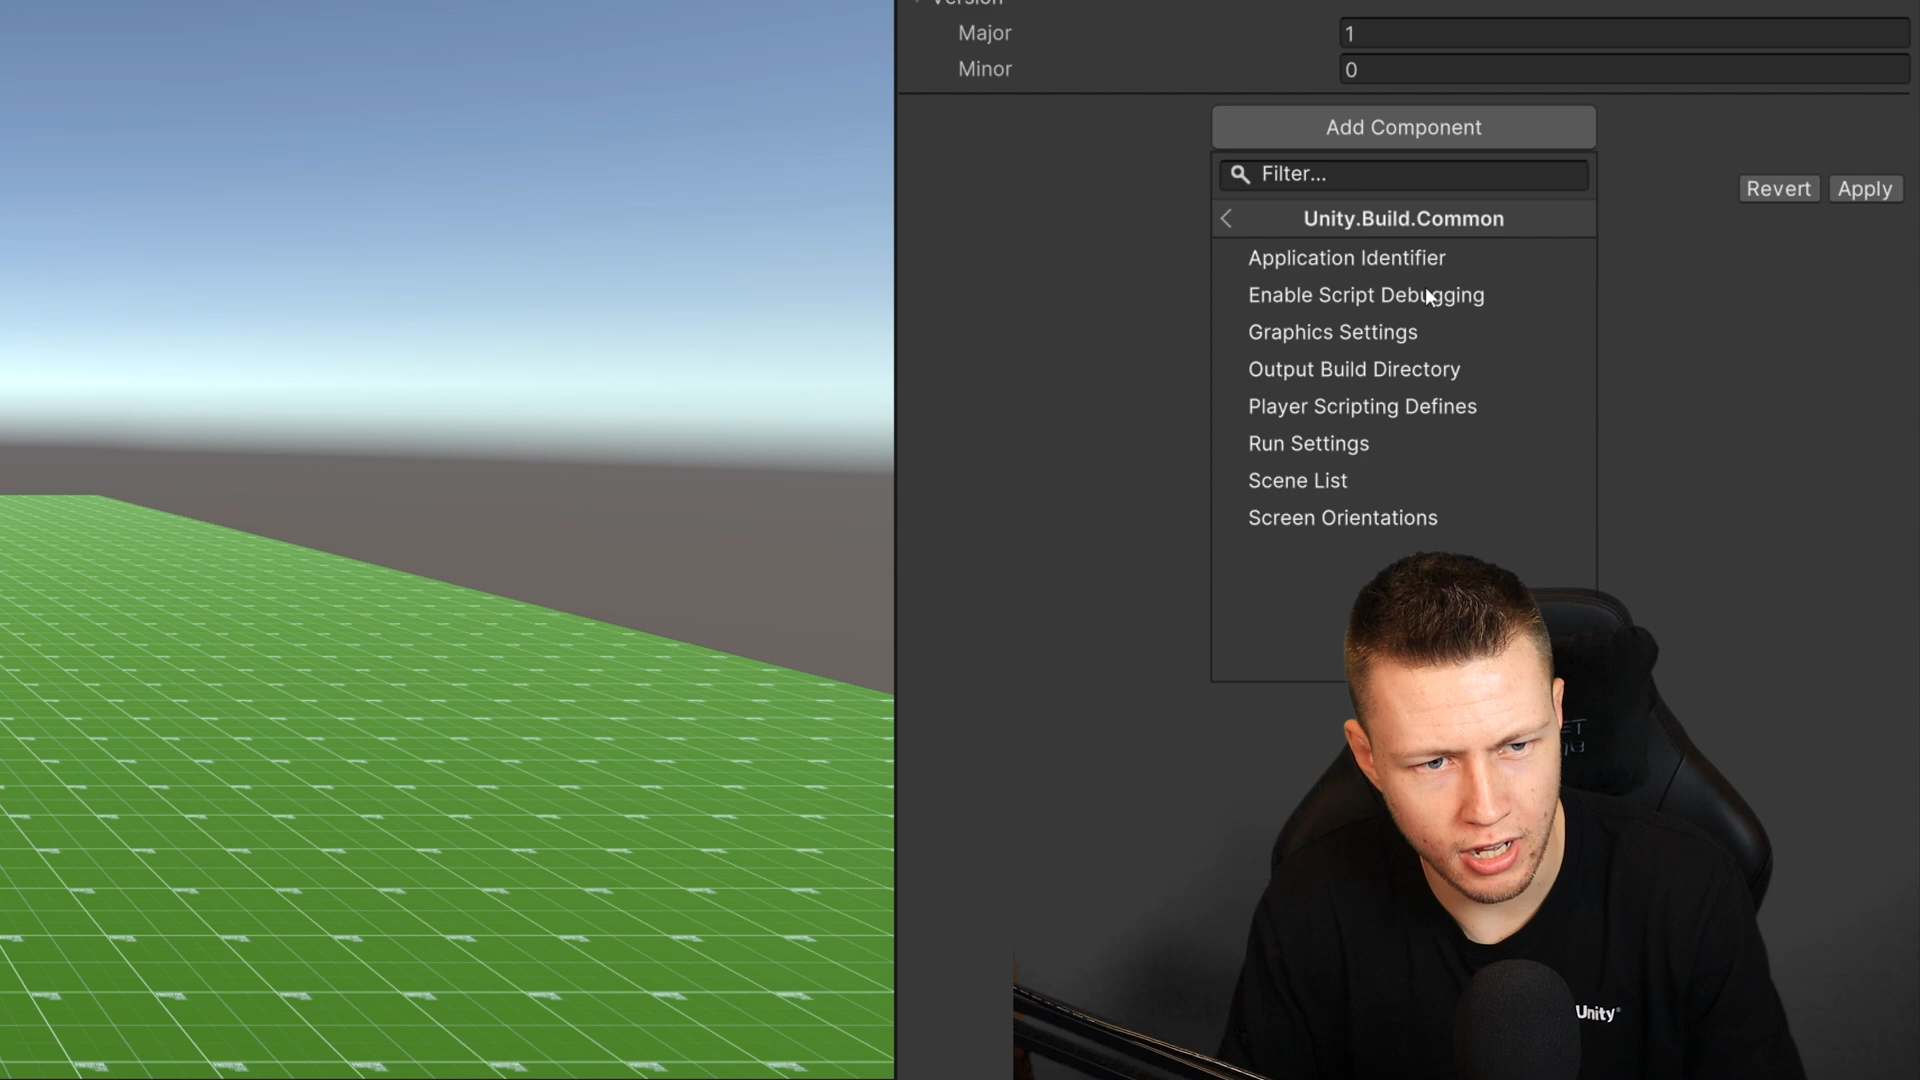 Version
Major
1
Minor
0
Add Component
Filter...
Revert
Apply
Unity.Build.Common
Application Identifier
Enable Script Debugging
Graphics Settings
Output Build Directory
Player Scripting Defines
Run Settings
Scene List
Screen Orientations
Unity